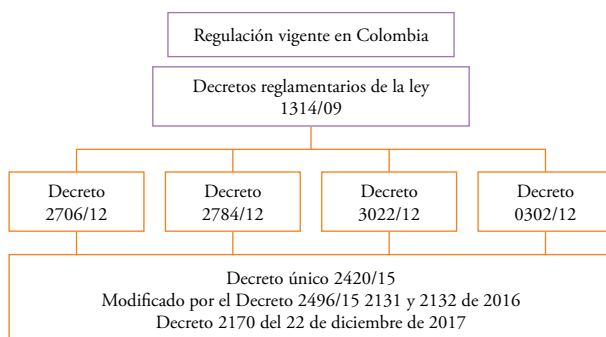 Regulación vigente en Colombia
Decretos reglamentarios de la ley
1314/09
Decreto
2706/12
Decreto
2784/12
Decreto
3022/12
Decreto
0302/12
Decreto único 2420/15
Modificado por el Decreto 2496/15 2131 y 2132 de 2016
Decreto 2170 del 22 de diciembre de 2017